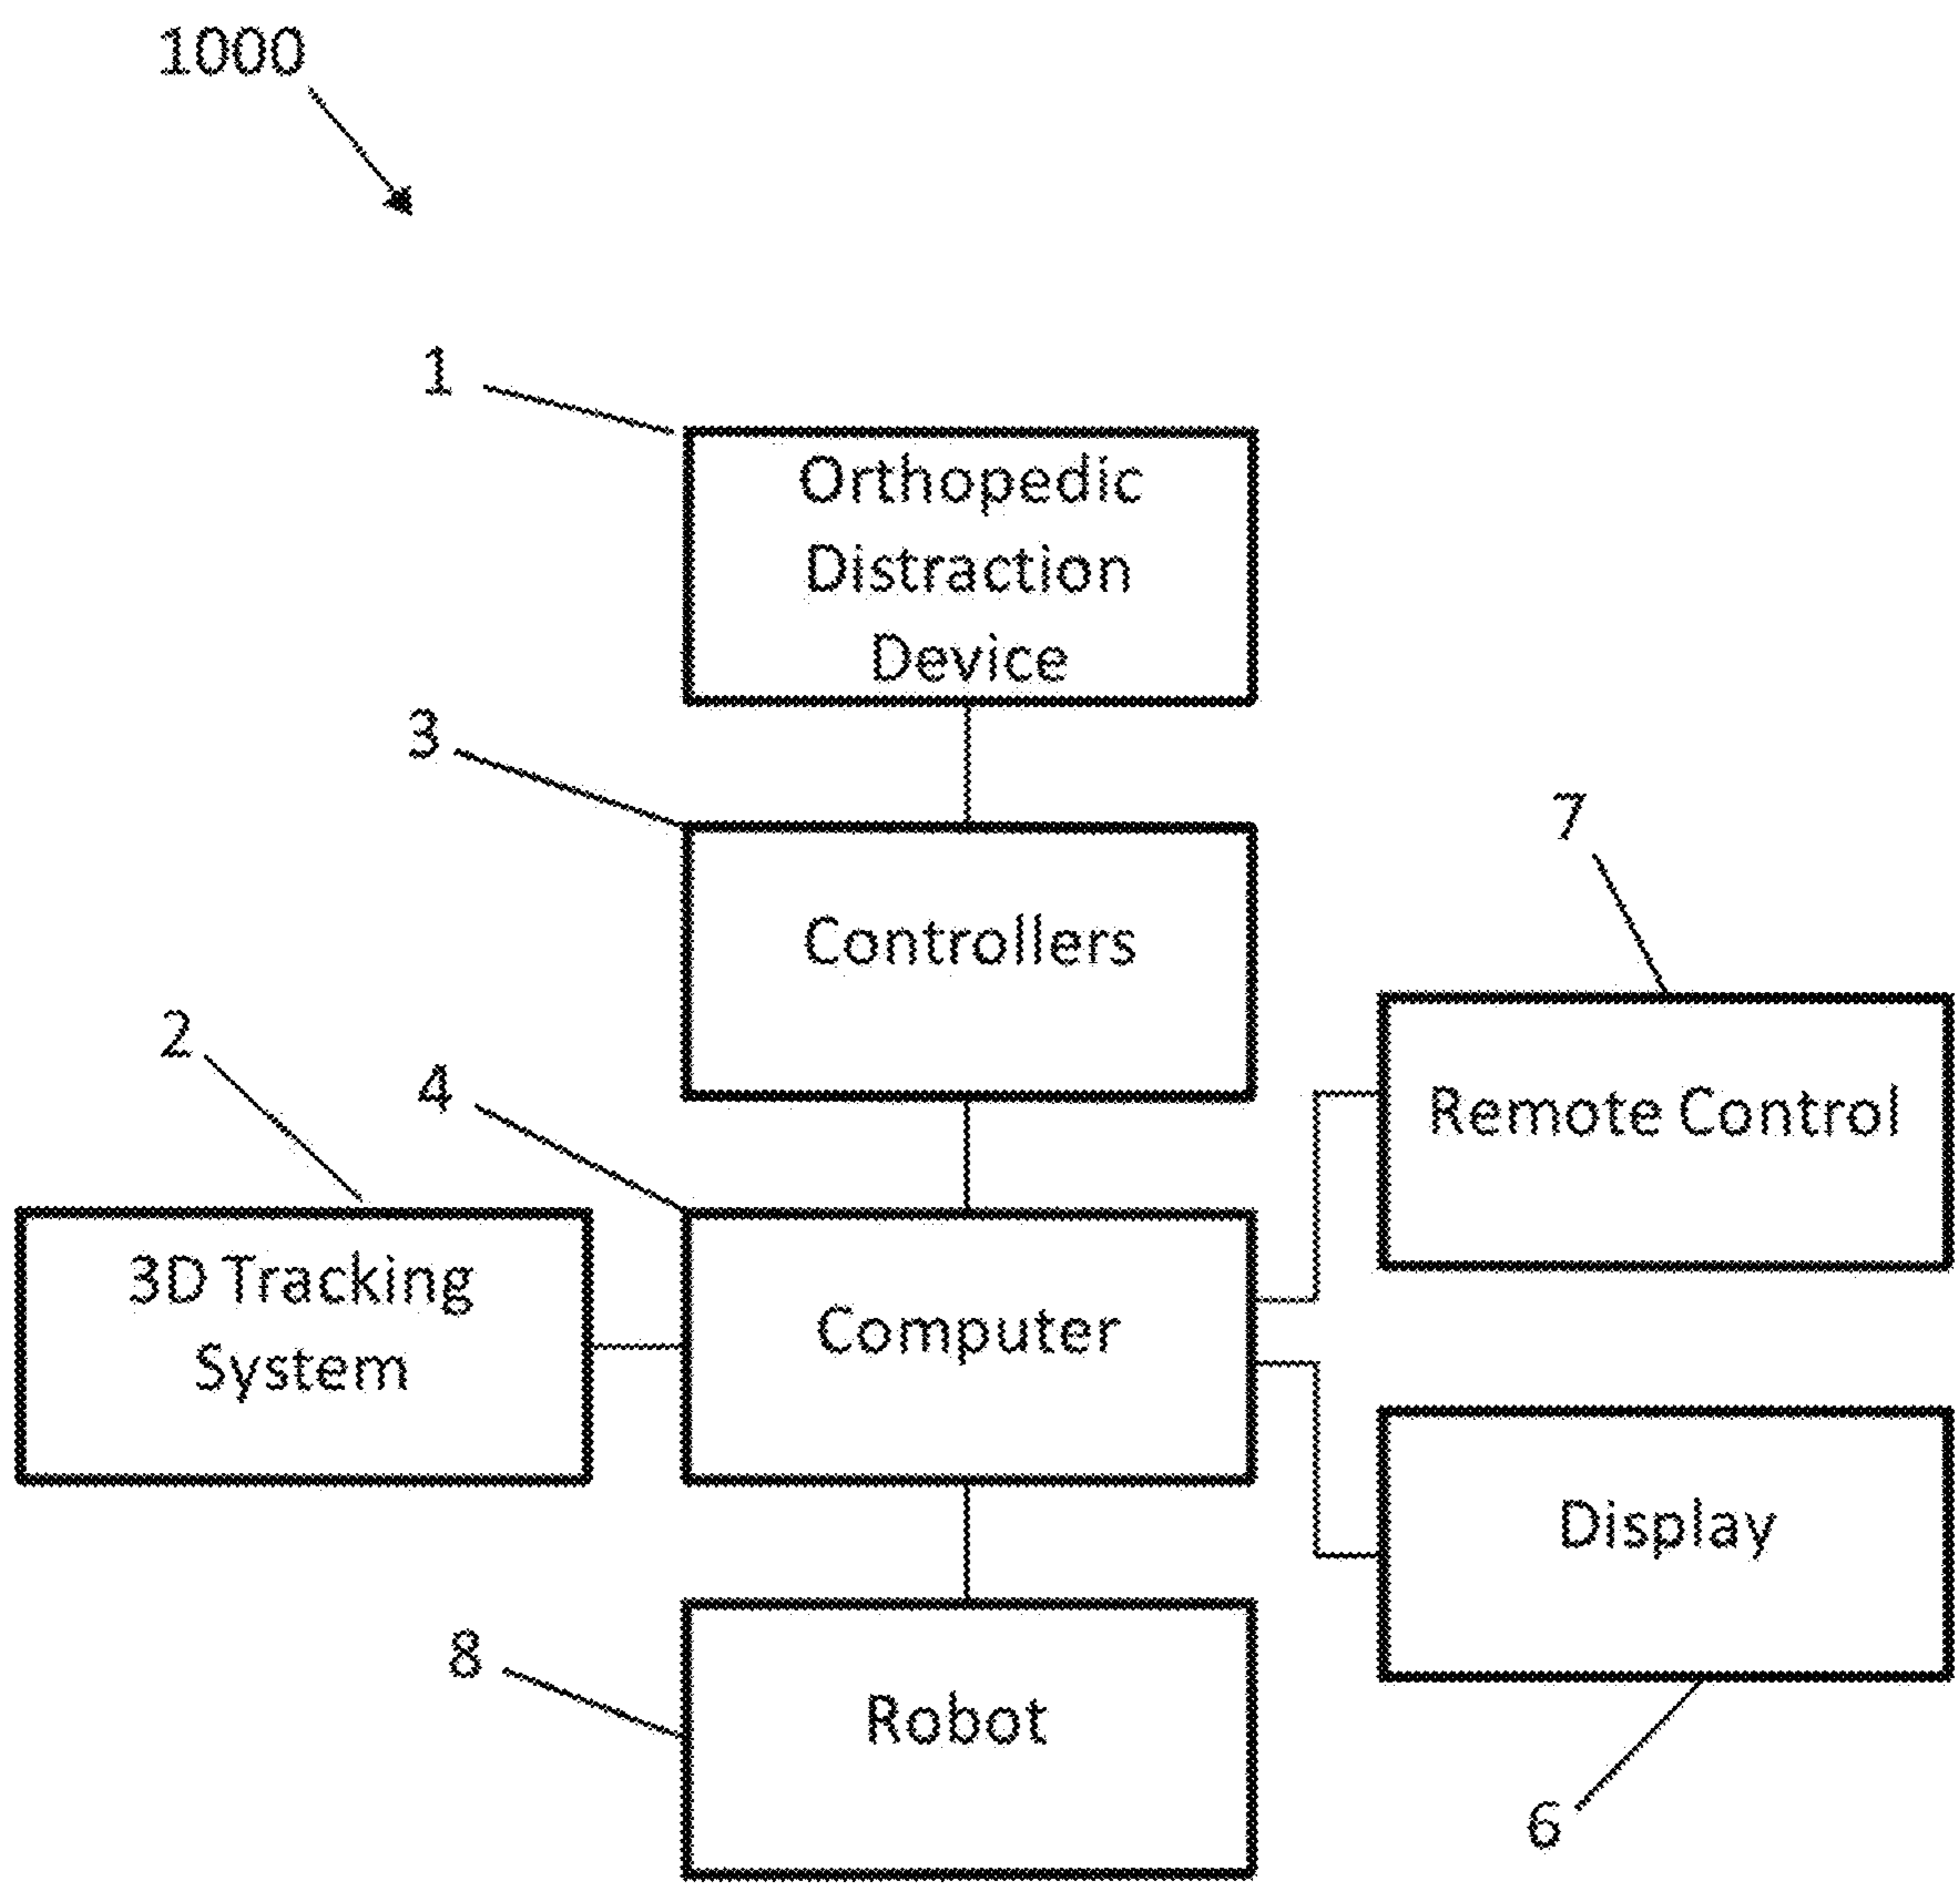 1000
1
Orthopedic
Distraction
Device
3
Controllers
7
Remote Control
2
4
3D Tracking
System
Computer
Display
8
Robot
6